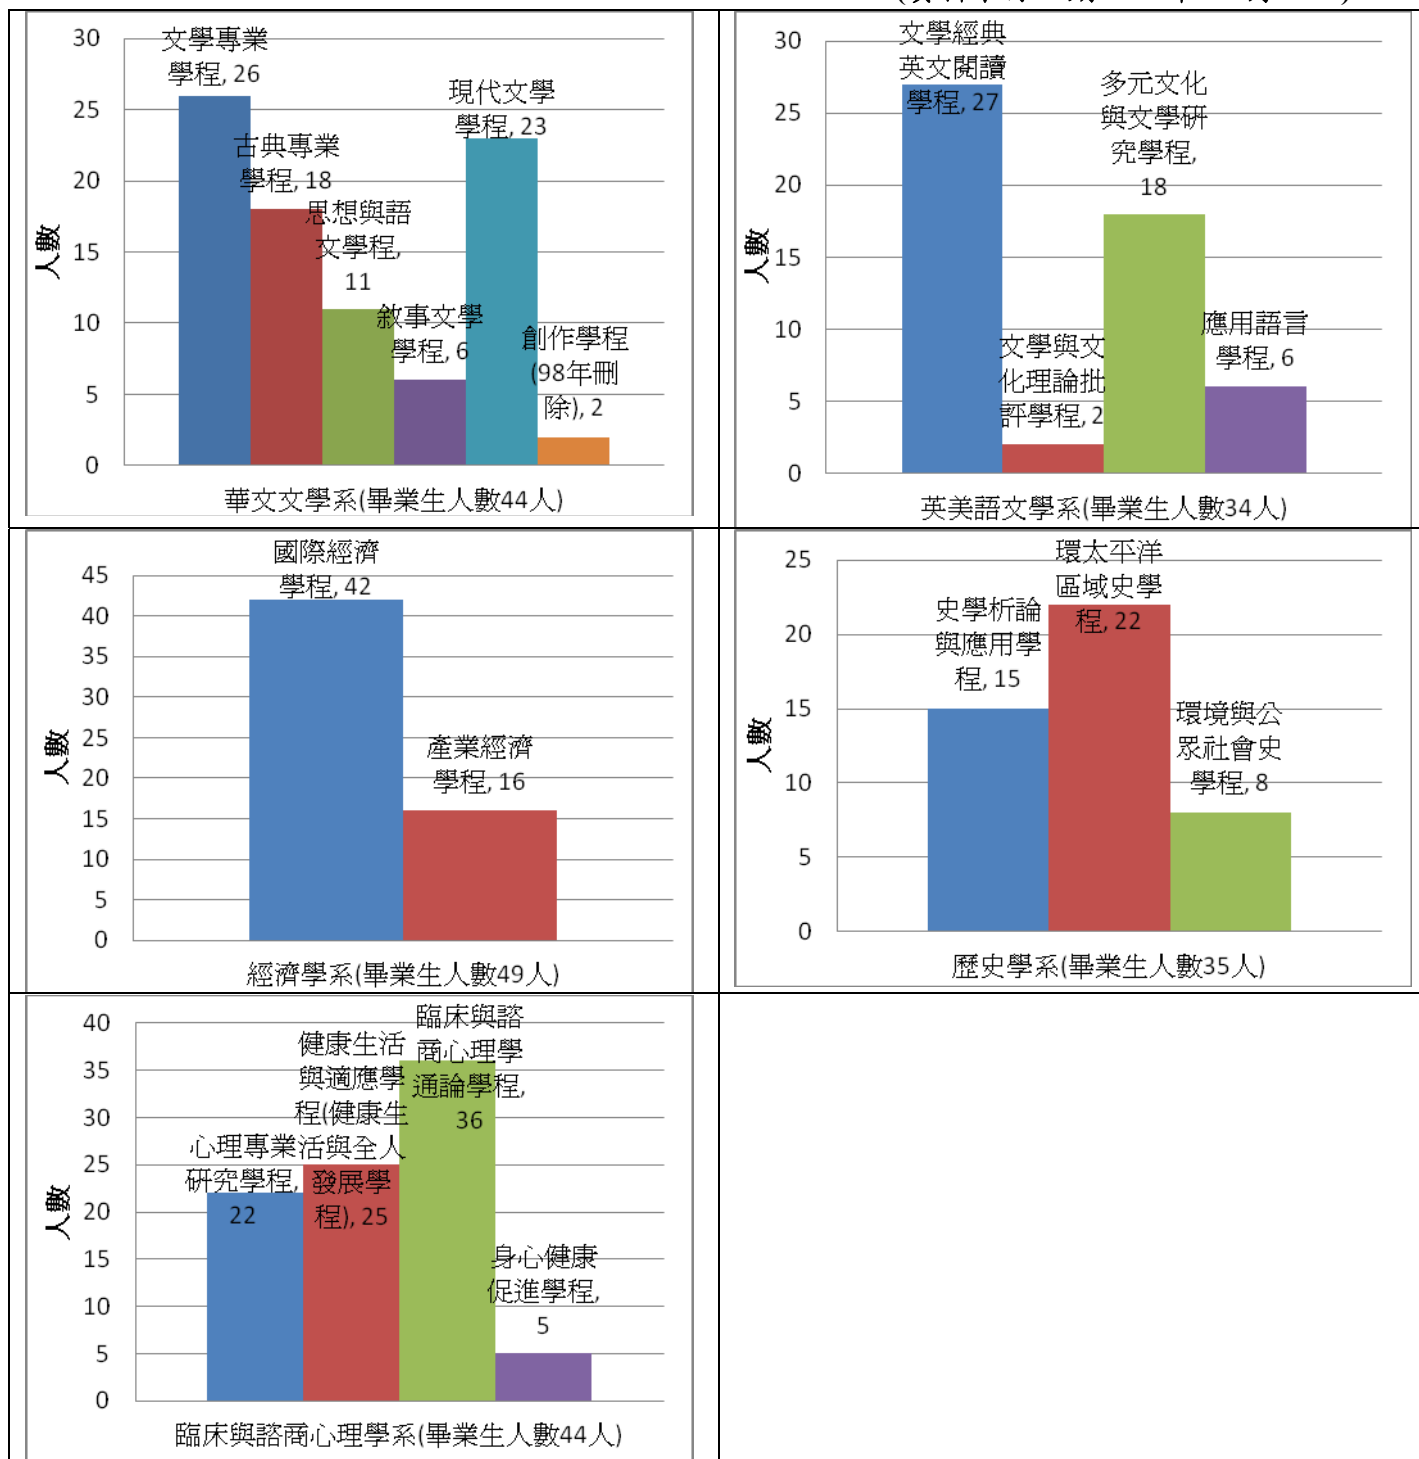 30
25
20
15
10
5
0
人數
文學專業
學程, 26
古典專業
學程, 18
思想與語
文學程,
11
敘事文學
學程, 6
現代文學
學程, 23
創作學程
(98年刪
除), 2
華文文學系(畢業生人數44人)
30
25
20
15
10
5
0
人數
文學經典
英文閱讀
學程, 27
文學與文
化理論批
評學程, 2
多元文化
與文學研
究學程,
18
應用語言
學程, 6
英美語文學系(畢業生人數34人)
45
40
35
30
25
20
15
10
5
0
人數
國際經濟
學程, 42
產業經濟
學程, 16
經濟學系(畢業生人數49人)
25
20
15
10
5
0
人數
史學析論
與應用學
程, 15
環太平洋
區域史學
程, 22
環境與公
眾社會史
學程, 8
歷史學系(畢業生人數35人)
40
35
30
25
20
15
10
5
0
人數
心理專業
研究學程,
22
健康生活
與適應學
程(健康生
活與全人
發展學
程), 25
臨床與諮
商心理學
通論學程,
36
身心健康
促進學程,
5
臨床與諮商心理學系(畢業生人數44人)